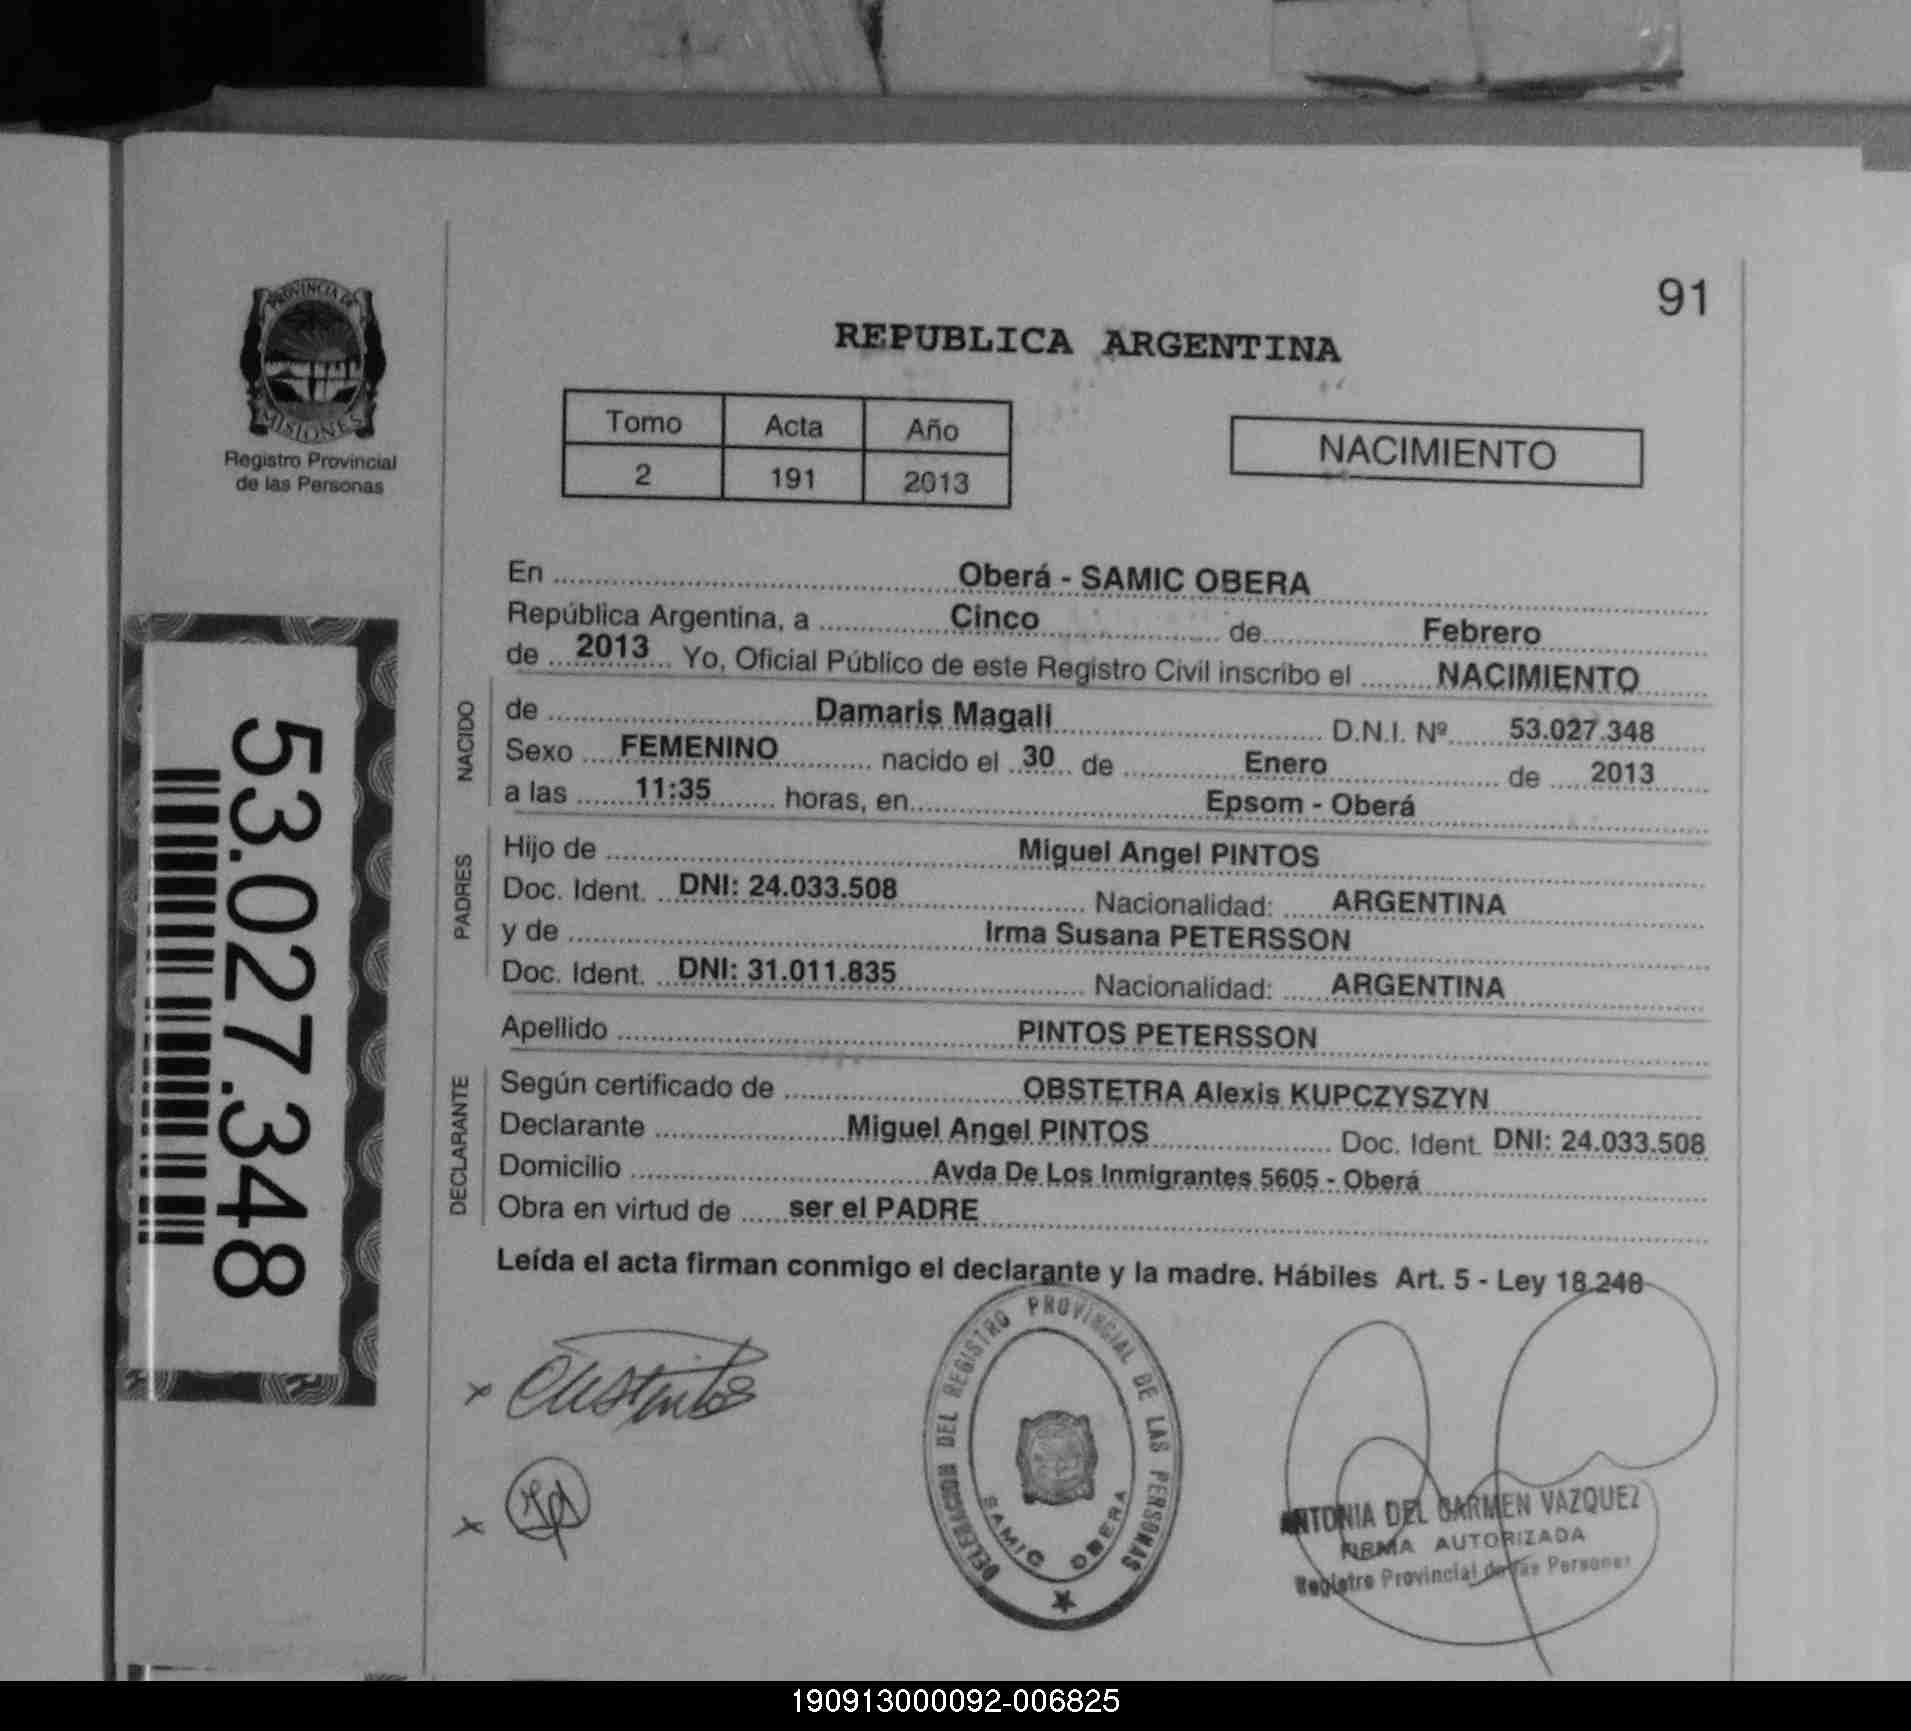 91
REPUBLICA ARGENTINA
PROVINCIA DE
MISIONES
Registro Provincial
de las Personas
Tomo Acta Año
2 191 2013
NACIMIENTO
En Oberá - SAMIC OBERA
República Argentina, a Cinco de Febrero
de 2013 Yo, Oficial Público de este Registro Civil inscribo el NACIMIENTO
NACIDO
de Damaris Magali D.N.I. Nº 53.027.348
Sexo FEMENINO nacido el 30 de Enero de 2013
a las 11:35 horas, en Epsom - Oberá
PADRES
Hijo de Miguel Angel PINTOS
Doc. Ident. DNI: 24.033.508 Nacionalidad: ARGENTINA
y de Irma Susana PETERSSON
Doc. Ident. DNI: 31.011.835 Nacionalidad: ARGENTINA
Apellido PINTOS PETERSSON
DECLARANTE
Según certificado de OBSTETRA Alexis KUPCZYSZYN
Declarante Miguel Angel PINTOS Doc. Ident. DNI: 24.033.508
Domicilio Avda De Los Inmigrantes 5605 - Oberá
Obra en virtud de ser el PADRE
Leída el acta firman conmigo el declarante y la madre. Hábiles Art. 5 - Ley 18.248
53.027.348
DELEGACION DEL REGISTRO PROVINCIAL DE LAS PERSONAS
SAMIC OBERA
ANTONIA DEL CARMEN VAZQUEZ
FIRMA AUTORIZADA
Registro Provincial de las Personas
190913000092-006825